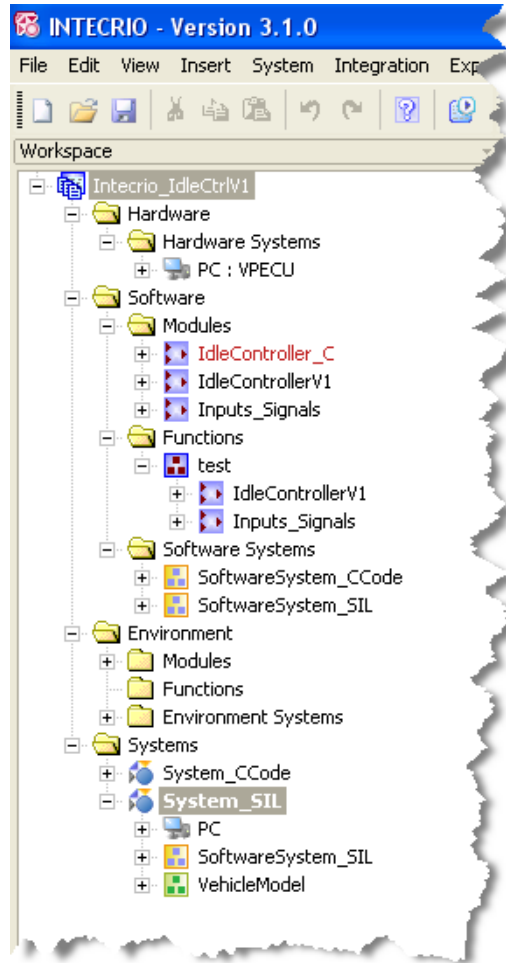 INTECRIO - Version 3.1.0
File Edit View Insert System Integration Exp
Workspace
Intecrio_IdleCtrlV1
Hardware
Hardware Systems
PC : VPECU
Software
Modules
IdleController_C
IdleControllerV1
Inputs_Signals
Functions
test
IdleControllerV1
Inputs_Signals
Software Systems
SoftwareSystem_CCode
SoftwareSystem_SIL
Environment
Modules
Functions
Environment Systems
Systems
System_CCode
System_SIL
PC
SoftwareSystem_SIL
VehicleModel